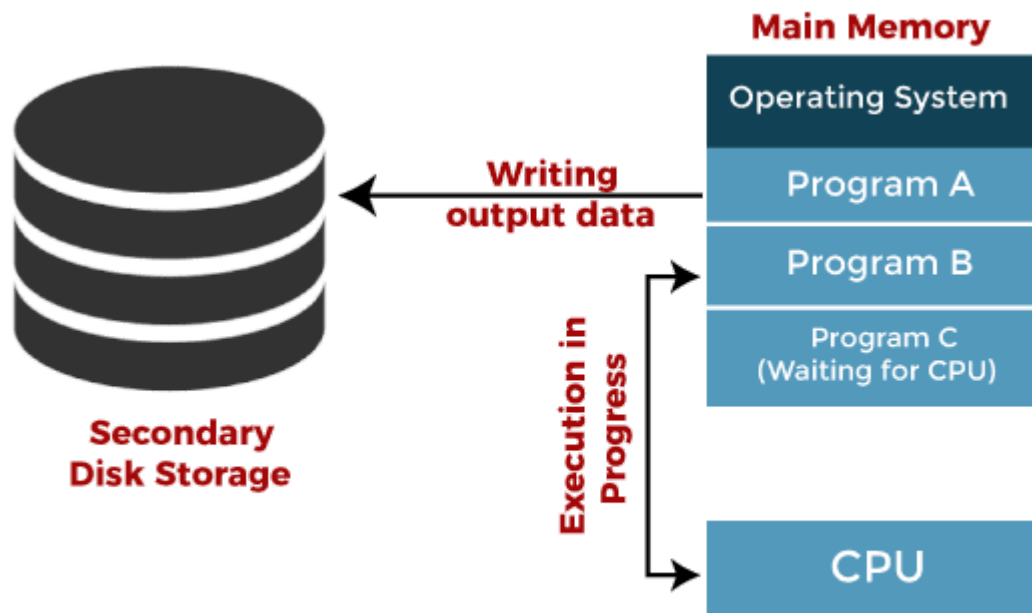 Main Memory
Operating System
Program A
Writing
output data
Program B
Program C
(Waiting for CPU)
Execution in
Progress
Secondary
Disk Storage
CPU